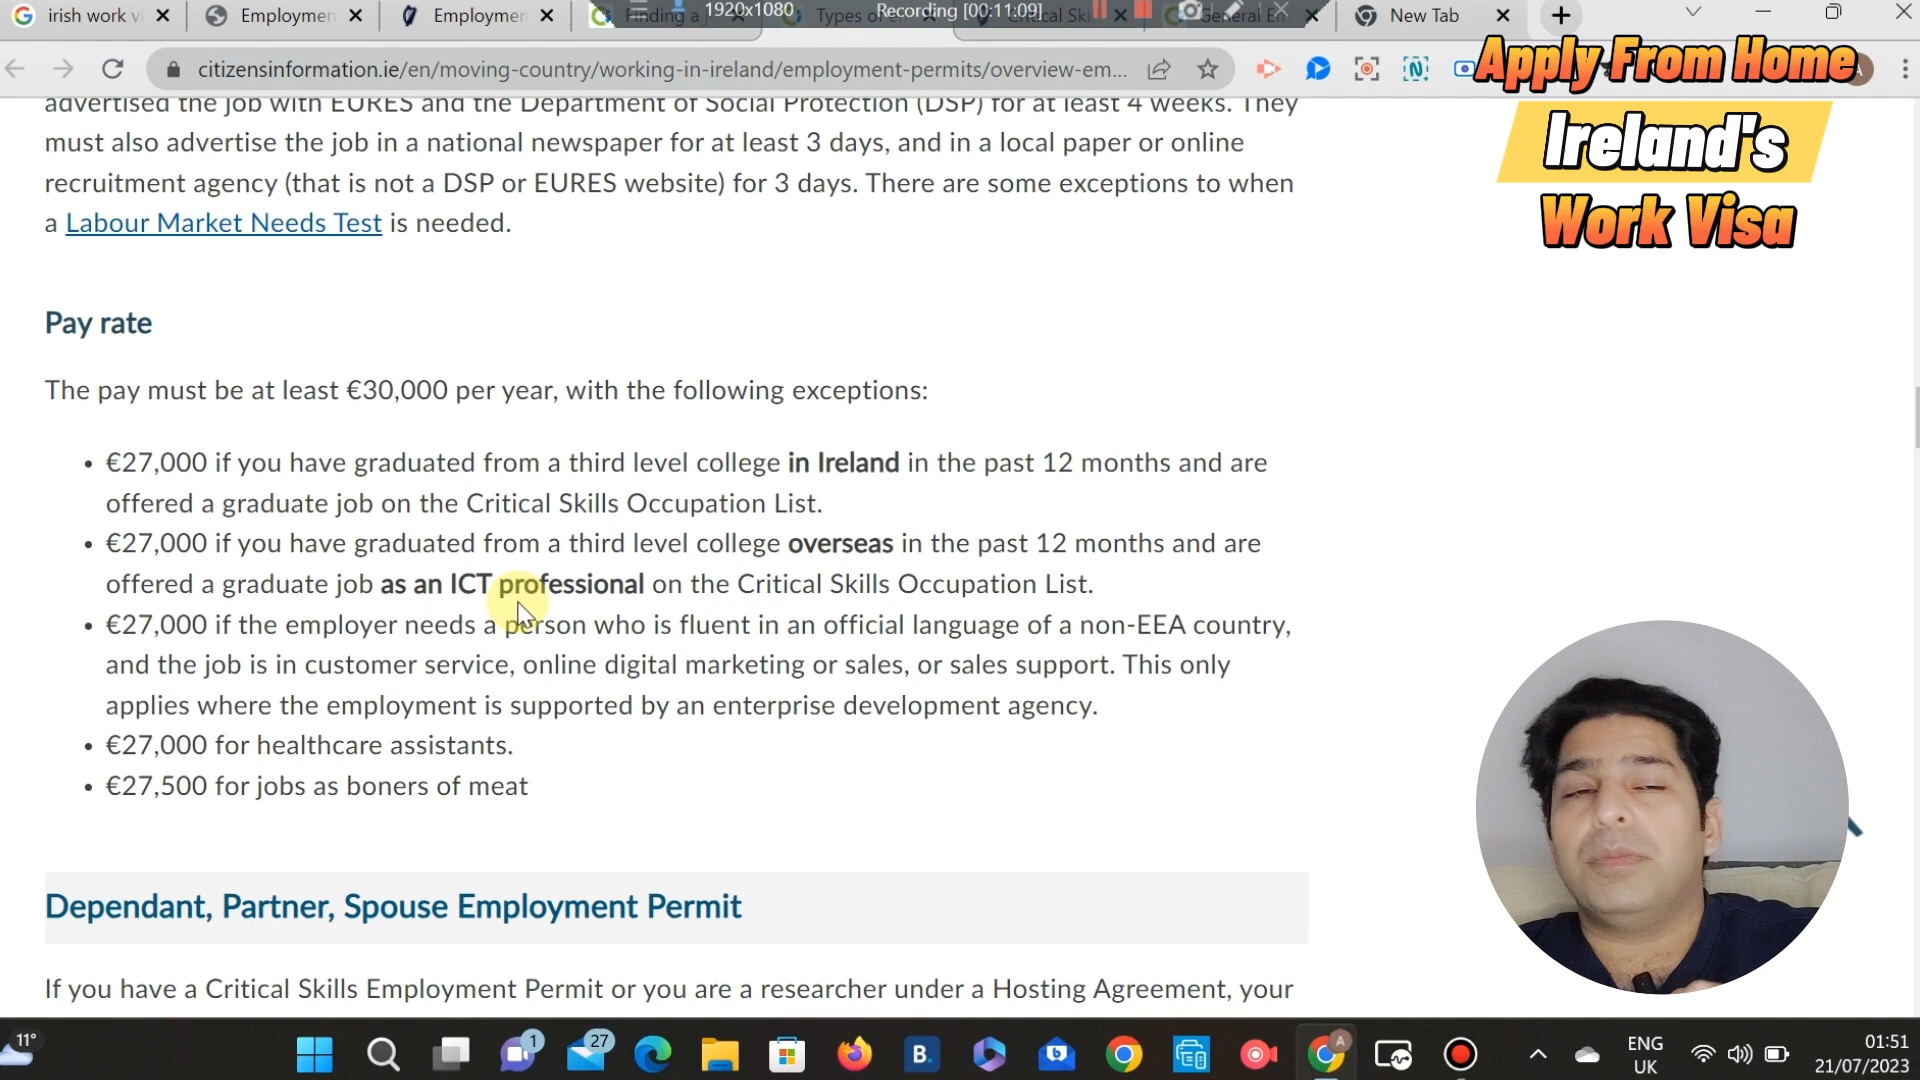 irish work vi
Employmen
Employmen
Finding a j
1920x1080
Types of e
Recording [00:11:09]
Critical Ski
General E
New Tab
citizensinformation.ie/en/moving-country/working-in-ireland/employment-permits/overview-em...
Apply From Home
Ireland's
Work Visa
advertised the job with EURES and the Department of Social Protection (DSP) for at least 4 weeks. They
must also advertise the job in a national newspaper for at least 3 days, and in a local paper or online
recruitment agency (that is not a DSP or EURES website) for 3 days. There are some exceptions to when
a Labour Market Needs Test is needed.
Pay rate
The pay must be at least €30,000 per year, with the following exceptions:
• €27,000 if you have graduated from a third level college in Ireland in the past 12 months and are
offered a graduate job on the Critical Skills Occupation List.
• €27,000 if you have graduated from a third level college overseas in the past 12 months and are
offered a graduate job as an ICT professional on the Critical Skills Occupation List.
• €27,000 if the employer needs a person who is fluent in an official language of a non-EEA country,
and the job is in customer service, online digital marketing or sales, or sales support. This only
applies where the employment is supported by an enterprise development agency.
• €27,000 for healthcare assistants.
• €27,500 for jobs as boners of meat
Dependant, Partner, Spouse Employment Permit
If you have a Critical Skills Employment Permit or you are a researcher under a Hosting Agreement, your
11°
1
27
B.
A
ENG
UK
01:51
21/07/2023